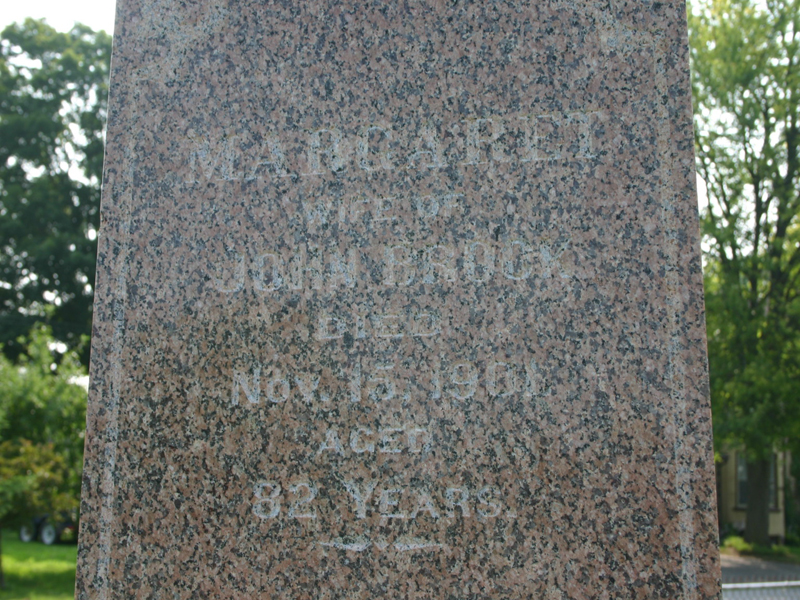 MARGARET
WIFE OF
JOHN BROCK
DIED
Nov. 15, 1901
AGED
82 YEARS.